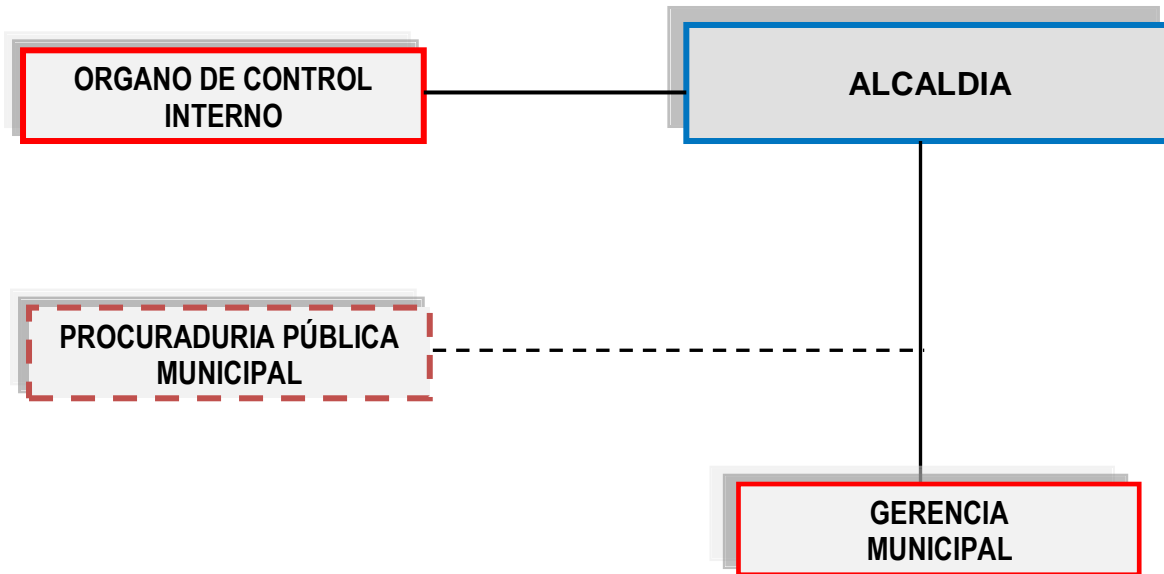 ORGANO DE CONTROL
INTERNO
ALCALDIA
PROCURADURIA PÚBLICA
MUNICIPAL
GERENCIA
MUNICIPAL